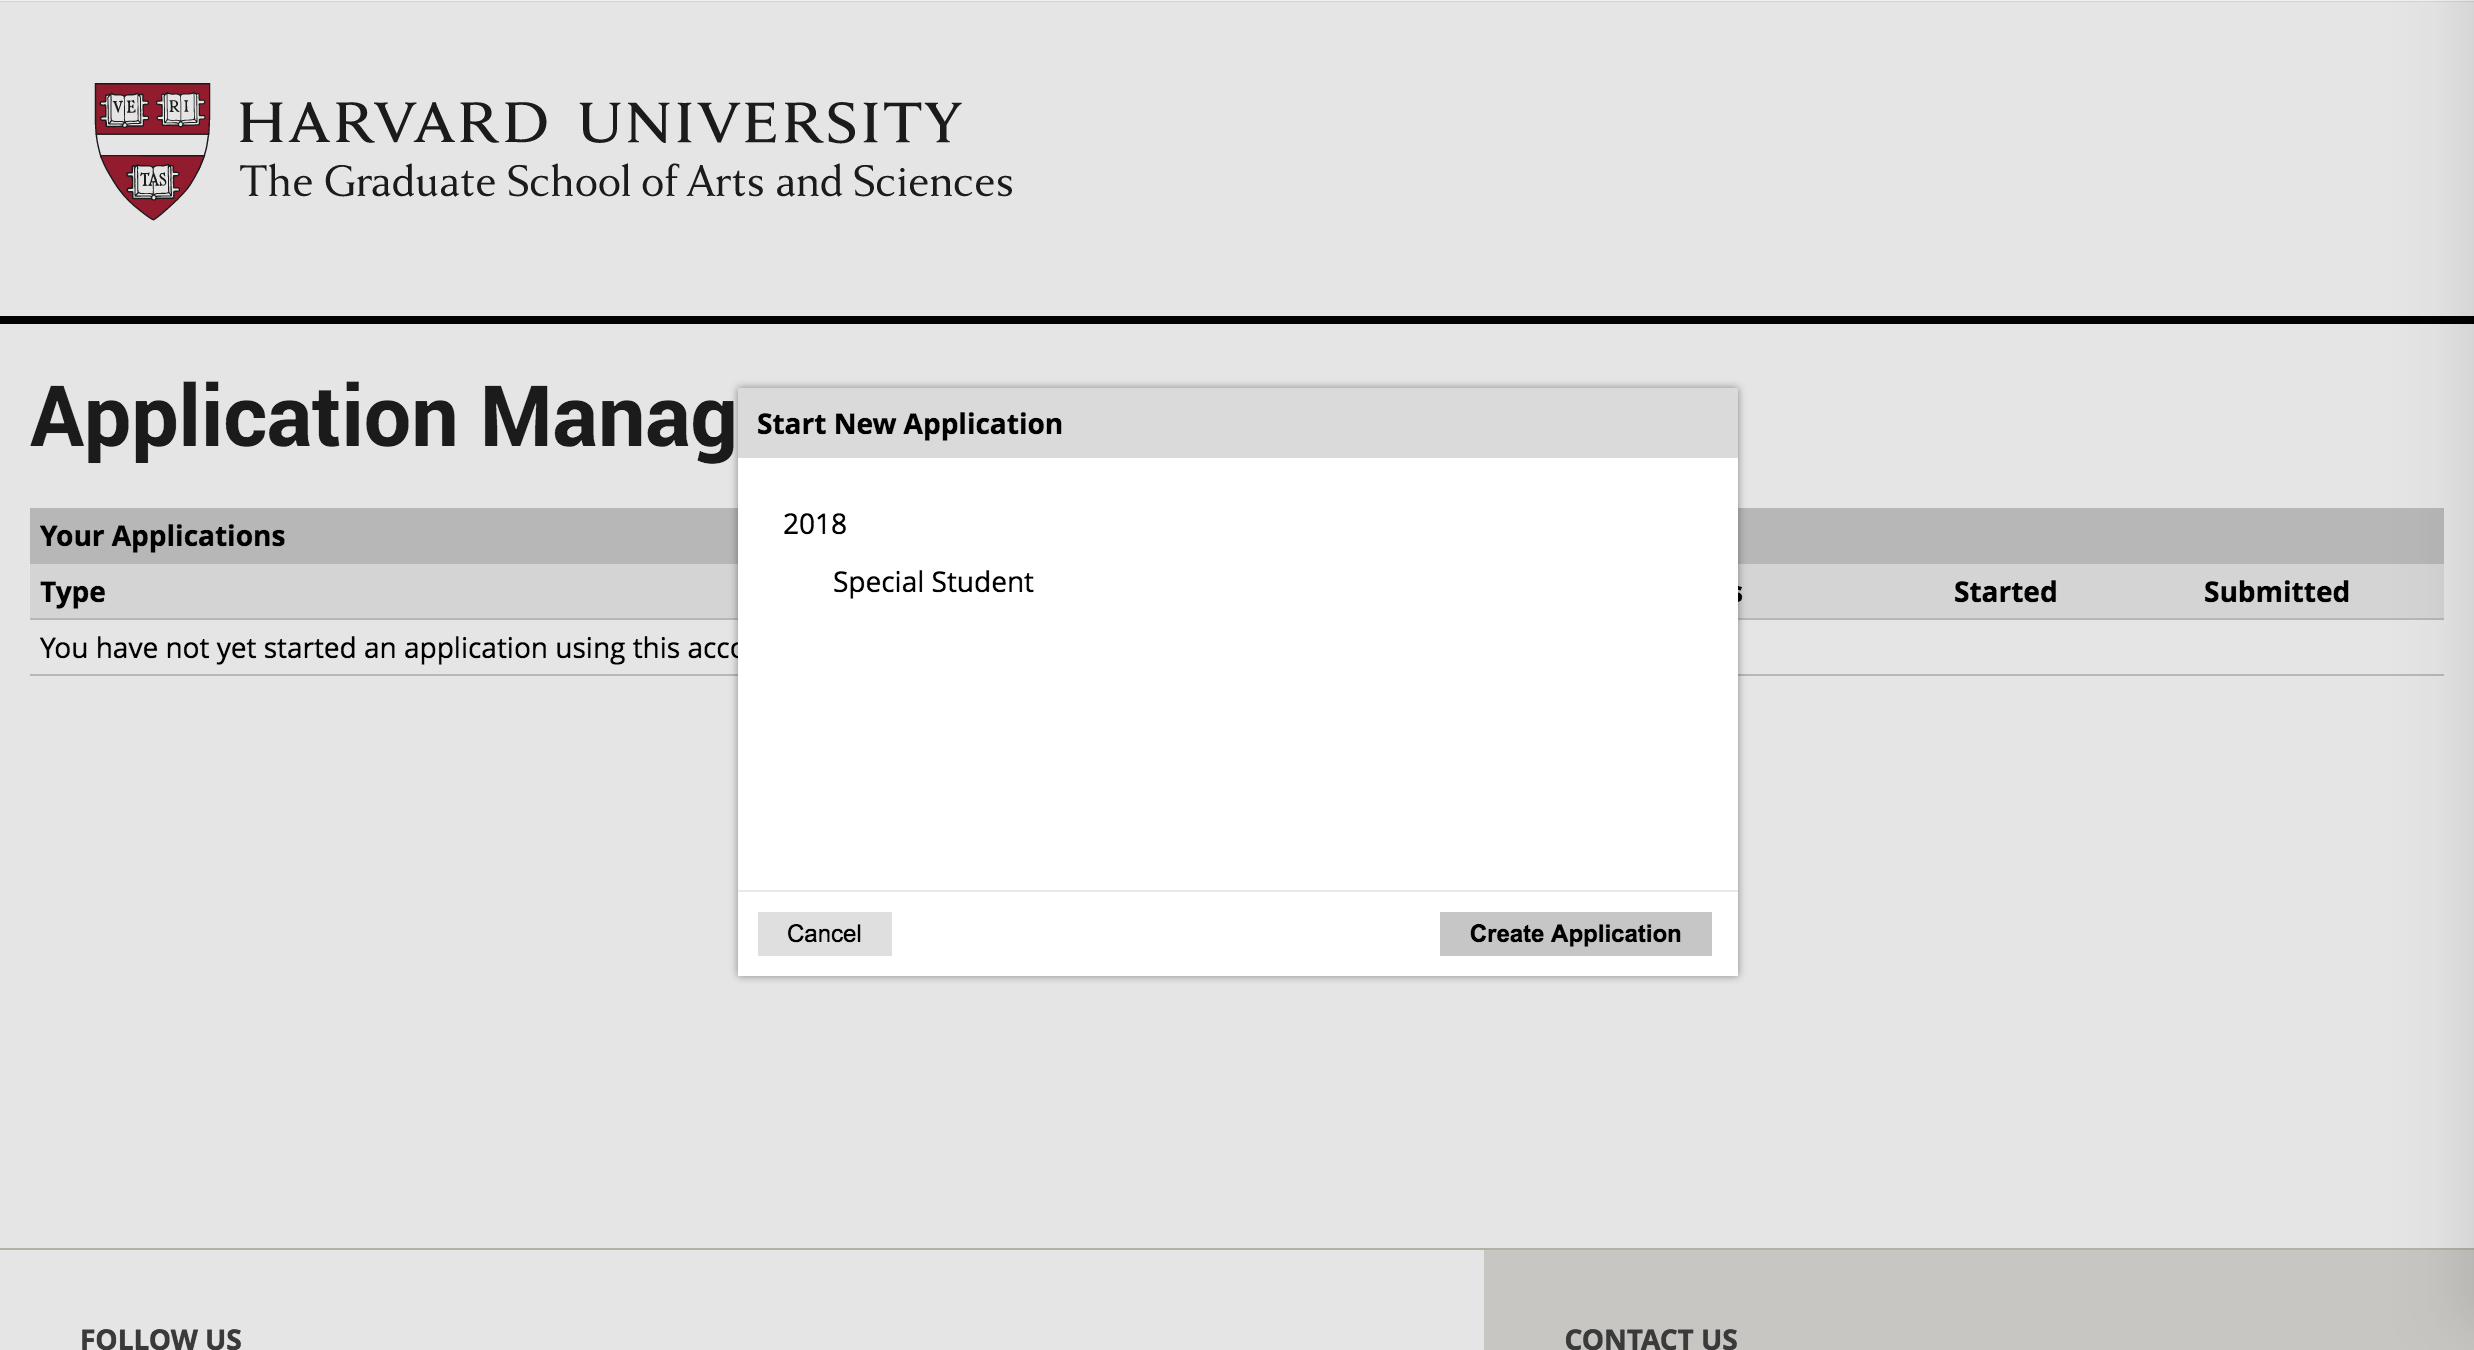 VE RI
TAS
HARVARD UNIVERSITY
The Graduate School of Arts and Sciences
Application Manag
Start New Application
2018
Special Student
Cancel
Create Application
Your Applications
Type
s
Started
Submitted
You have not yet started an application using this acco
FOLLOW US
CONTACT US